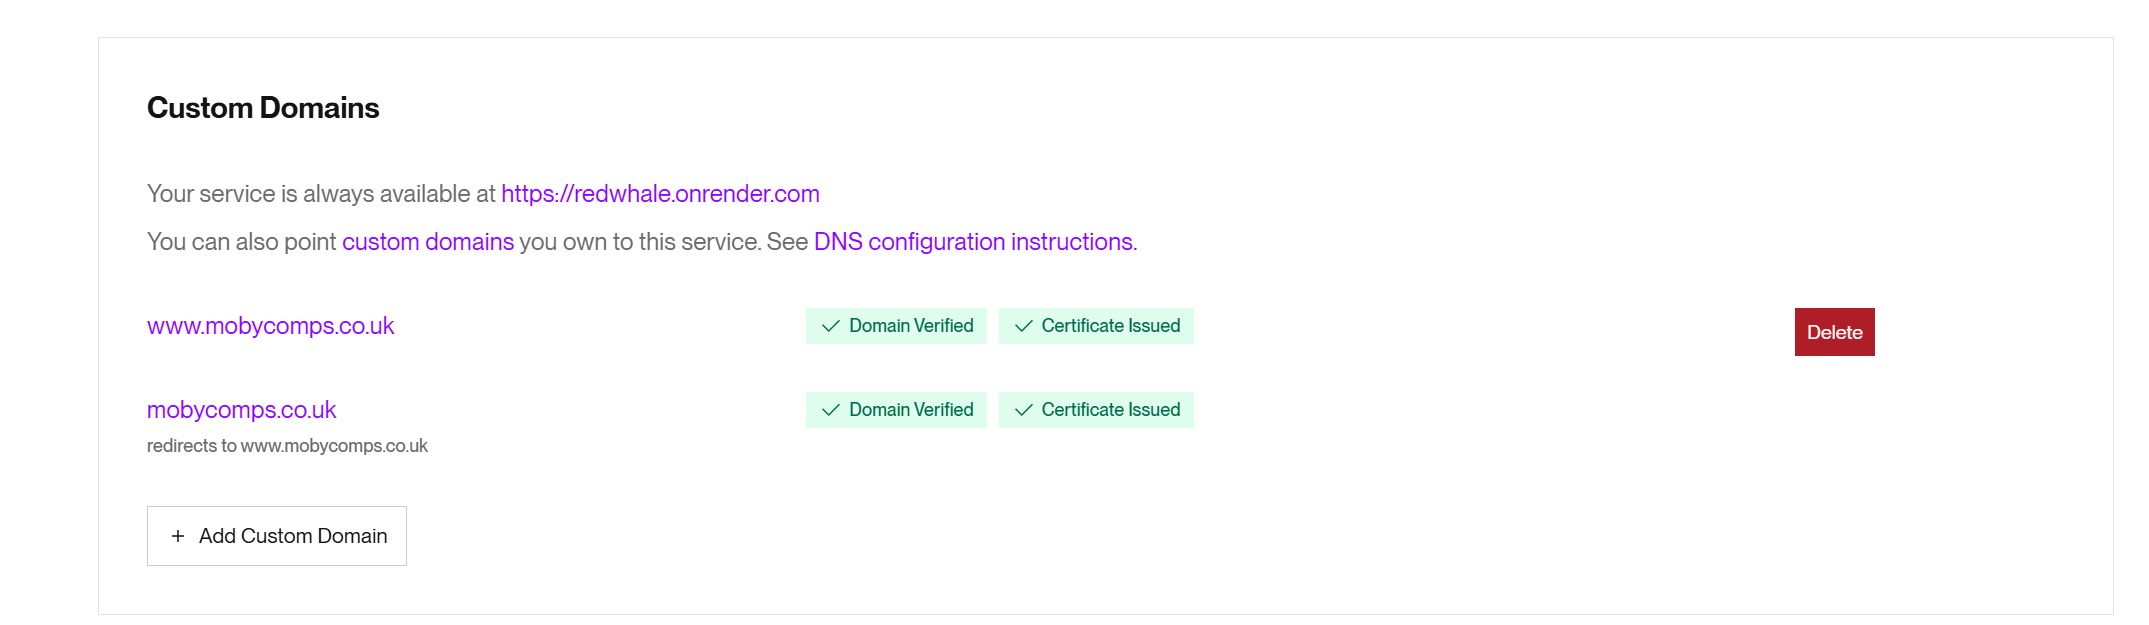 Custom Domains
Your service is always available at https://redwhale.onrender.com
You can also point custom domains you own to this service. See DNS configuration instructions.
www.mobycomps.co.uk
Domain Verified
Certificate Issued
Delete
mobycomps.co.uk
Domain Verified
Certificate Issued
redirects to www.mobycomps.co.uk
+ Add Custom Domain